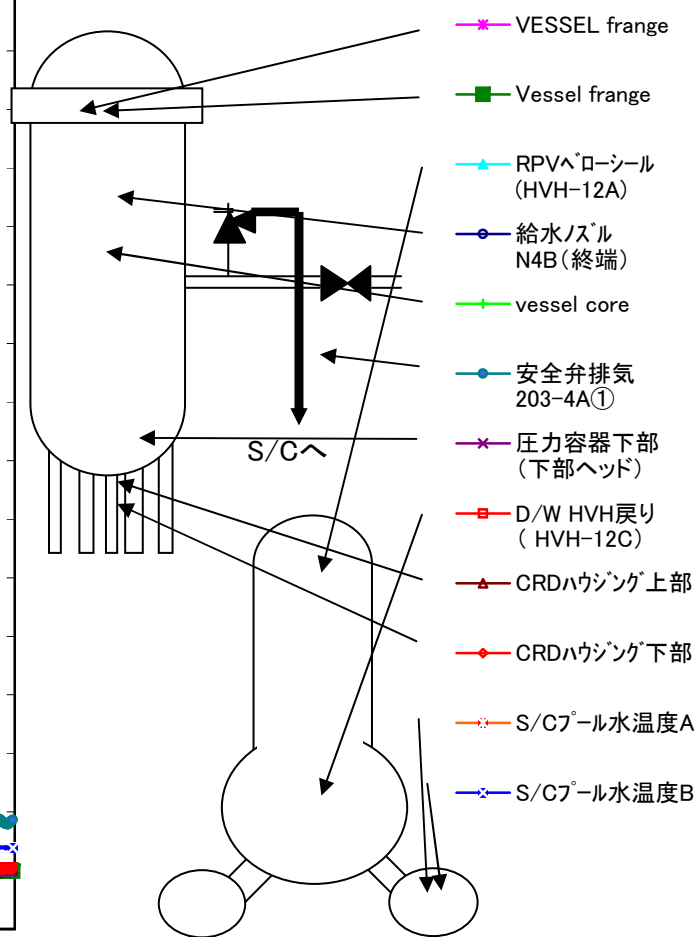 VESSEL frange
Vessel frange
RPVベローシール
(HVH-12A)
給水ノズル
N4B(終端)
vessel core
安全弁排気
203-4A①
圧力容器下部
(下部ヘッド)
D/W HVH戻り
( HVH-12C)
CRDハウジング上部
CRDハウジング下部
S/Cプール水温度A
S/Cプール水温度B
S/Cへ